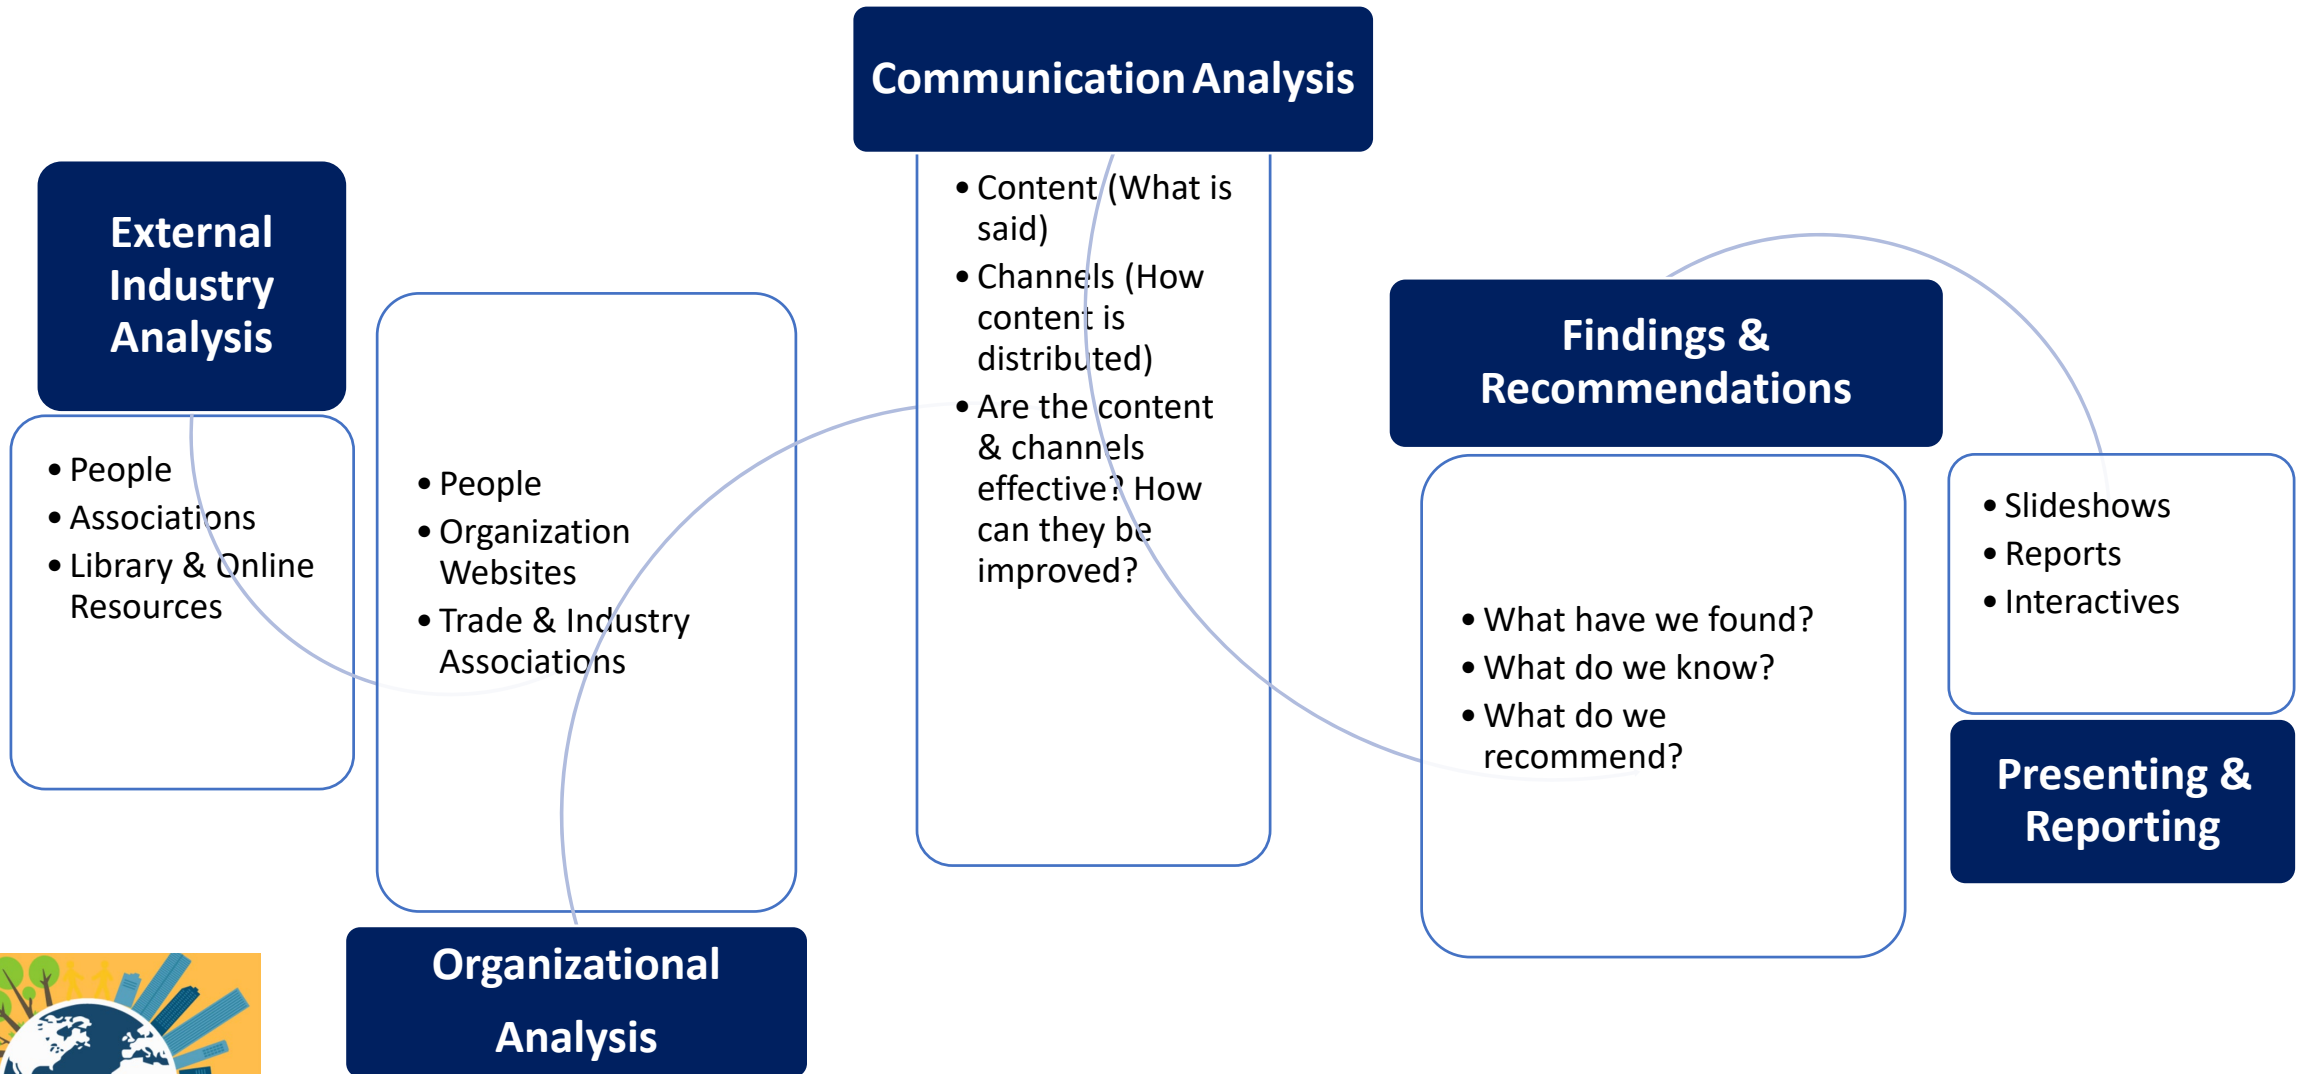 External
Industry
Analysis
• People
• Associations
• Library & Online
Resources
• People
• Organization
Websites
• Trade & Industry
Associations
Organizational
Analysis
Communication Analysis
• Content (What is
said)
• Channels (How
content is
distributed)
• Are the content
& channels
effective? How
can they be
improved?
Findings &
Recommendations
• What have we found?
• What do we know?
• What do we
recommend?
• Slideshows
• Reports
• Interactives
Presenting &
Reporting